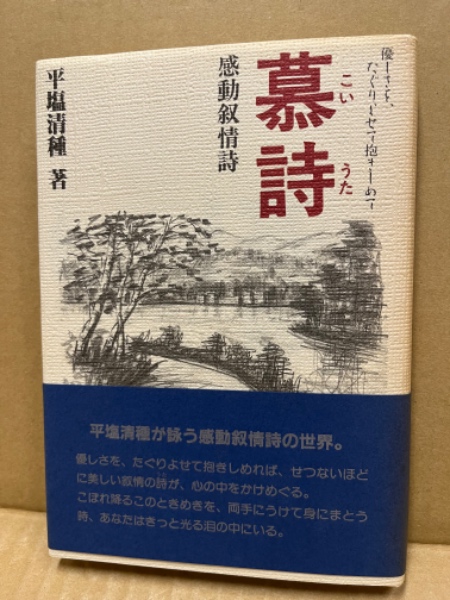 優しさを、
たぐりよせて抱きしめて
慕詩
こい うた
感動叙情詩
平塩清種 著
平塩清種が詠う感動叙情詩の世界。
優しさを、たぐりよせて抱きしめれば、せつないほど
に美しい叙情の詩が、心の中をかけめぐる。
こぼれ降るこのときめきを、両手にうけて身にまとう
詩、あなたはきっと光る泪の中にいる。